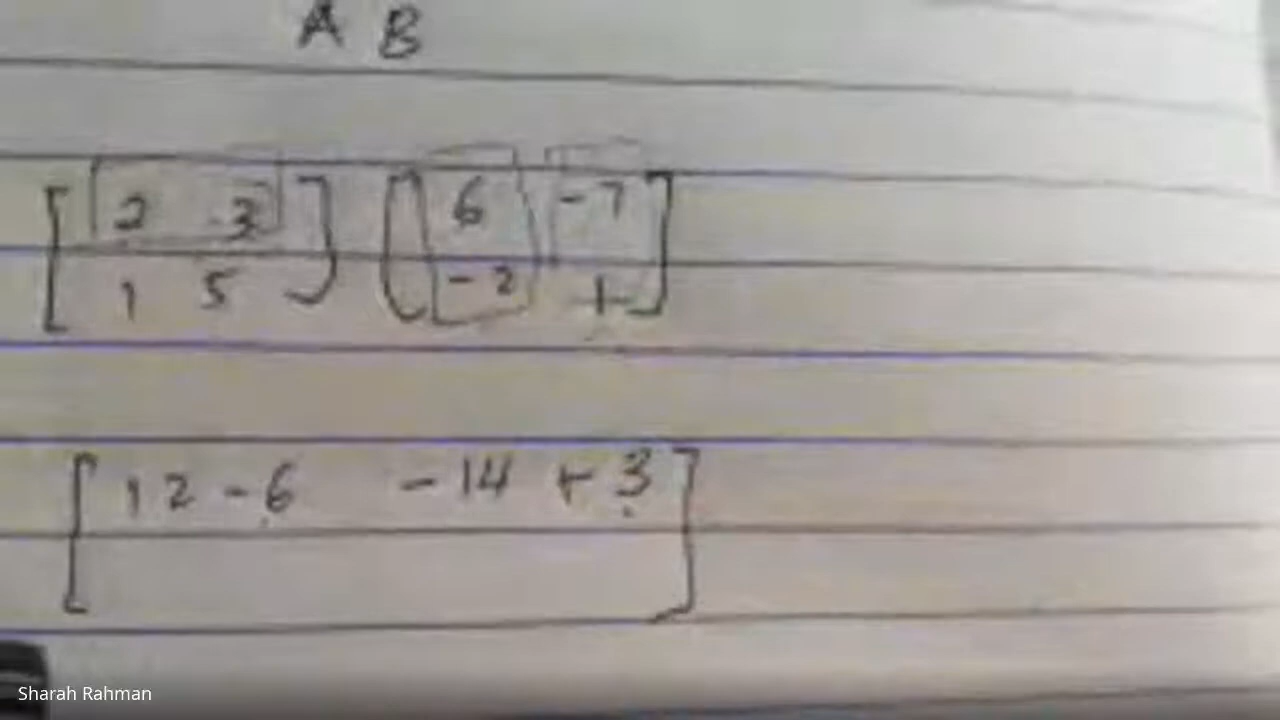 A B
[2 -3] [6 -7]
[1 5] [-2 1]
[12 - 6 -14 + 3]
Sharah Rahman